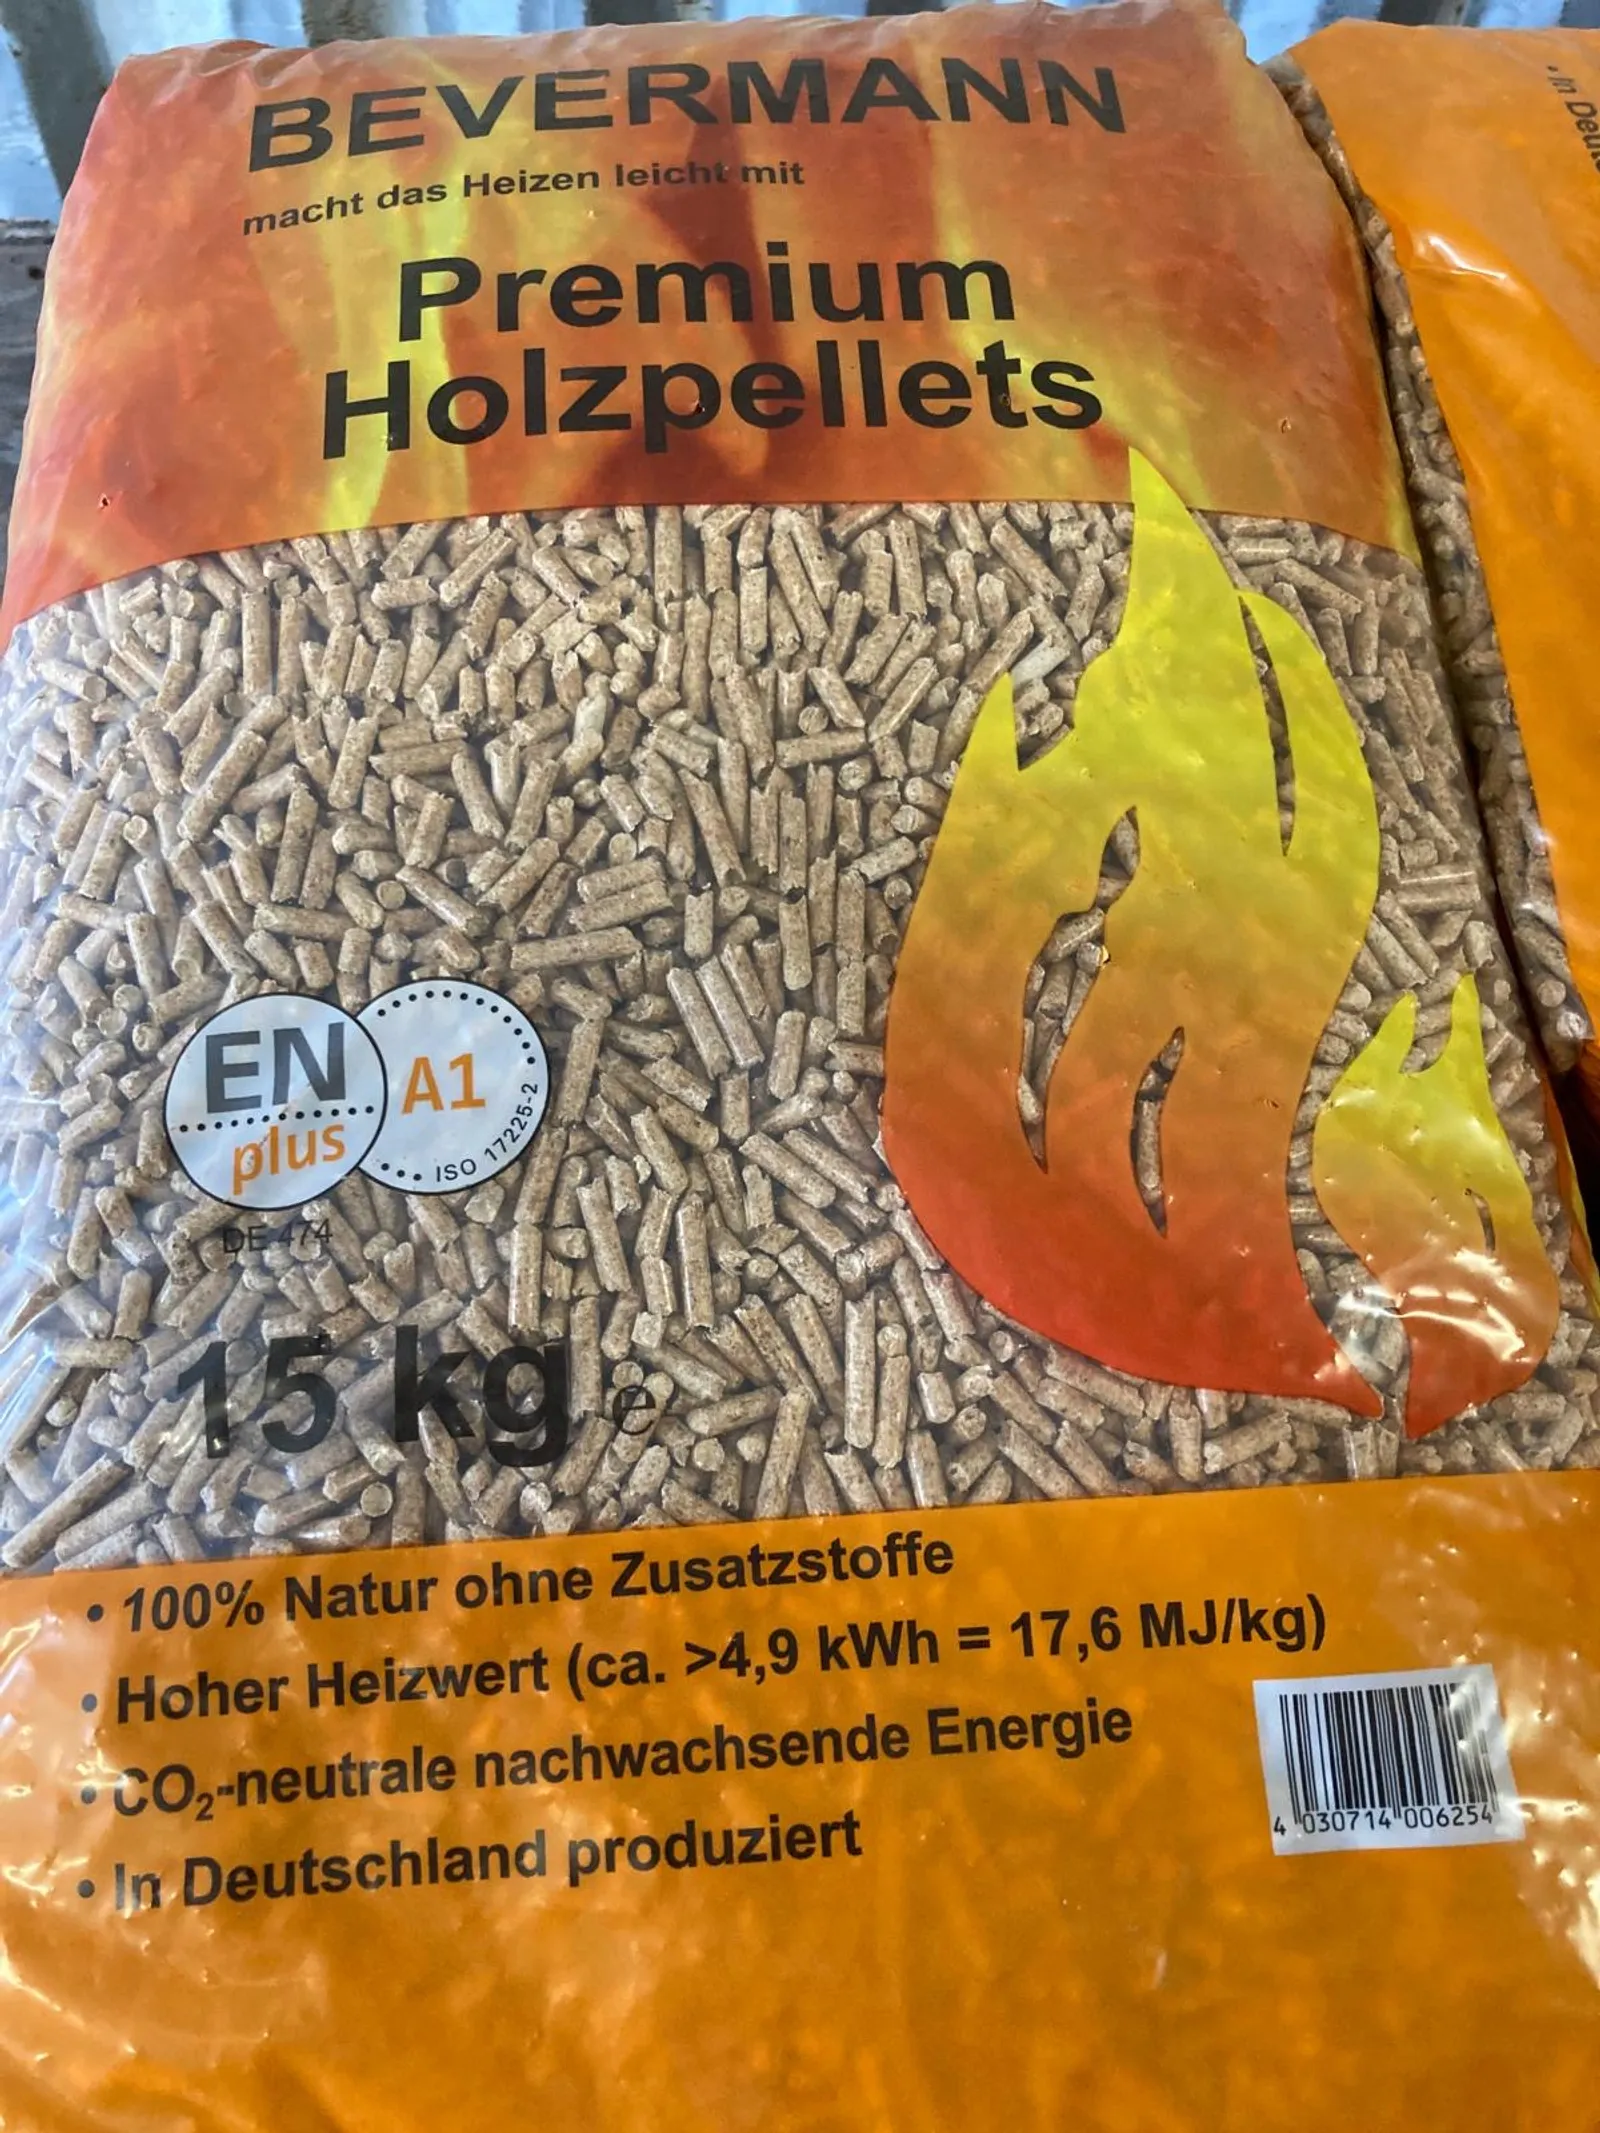 BEVERMANN
macht das Heizen leicht mit
Premium
Holzpellets
EN
plus
A1
ISO 17225-2
DE 474
15 kg e
• 100% Natur ohne Zusatzstoffe
• Hoher Heizwert (ca. >4,9 kWh = 17,6 MJ/kg)
• CO₂-neutrale nachwachsende Energie
• In Deutschland produziert
4 030714 006254
• In